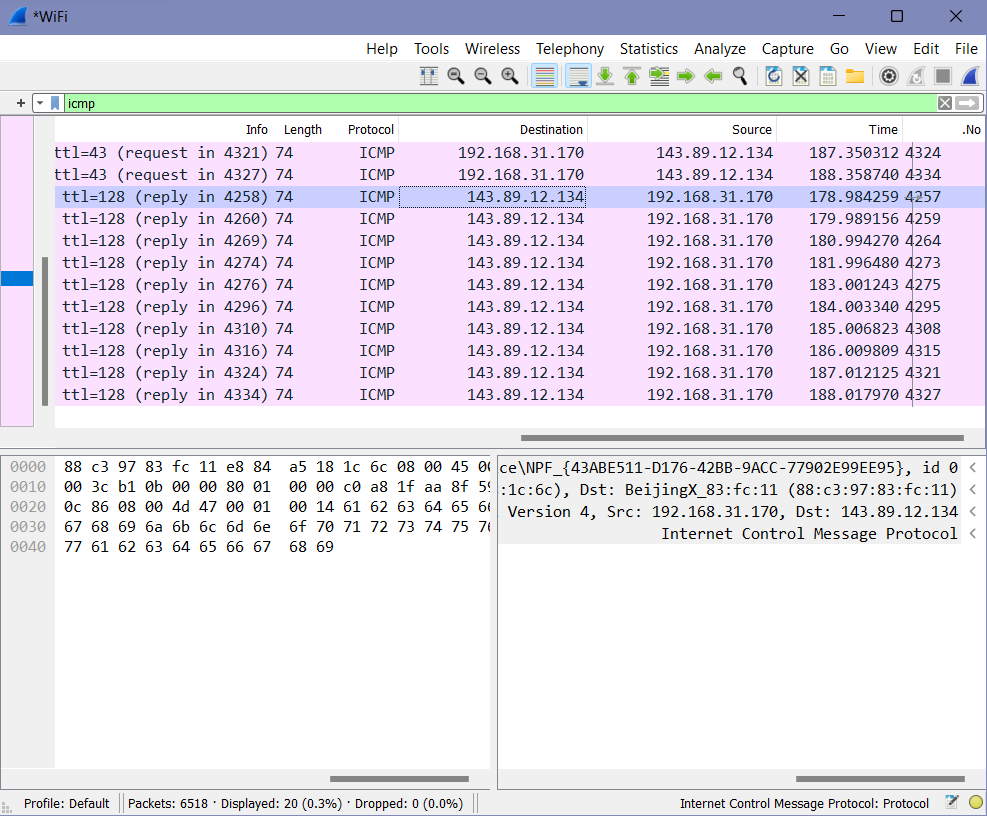 *WiFi
Help Tools Wireless Telephony Statistics Analyze Capture Go View Edit File
icmp
Info Length Protocol Destination Source Time .No
ttl=43 (request in 4321) 74 ICMP 192.168.31.170 143.89.12.134 187.350312 4324
ttl=43 (request in 4327) 74 ICMP 192.168.31.170 143.89.12.134 188.358740 4334
ttl=128 (reply in 4258) 74 ICMP 143.89.12.134 192.168.31.170 178.984259 4257
ttl=128 (reply in 4260) 74 ICMP 143.89.12.134 192.168.31.170 179.989156 4259
ttl=128 (reply in 4269) 74 ICMP 143.89.12.134 192.168.31.170 180.994270 4264
ttl=128 (reply in 4274) 74 ICMP 143.89.12.134 192.168.31.170 181.996480 4273
ttl=128 (reply in 4276) 74 ICMP 143.89.12.134 192.168.31.170 183.001243 4275
ttl=128 (reply in 4296) 74 ICMP 143.89.12.134 192.168.31.170 184.003340 4295
ttl=128 (reply in 4310) 74 ICMP 143.89.12.134 192.168.31.170 185.006823 4308
ttl=128 (reply in 4316) 74 ICMP 143.89.12.134 192.168.31.170 186.009809 4315
ttl=128 (reply in 4324) 74 ICMP 143.89.12.134 192.168.31.170 187.012125 4321
ttl=128 (reply in 4334) 74 ICMP 143.89.12.134 192.168.31.170 188.017970 4327
0000 88 c3 97 83 fc 11 e8 84 a5 18 1c 6c 08 00 45 00
0010 00 3c b1 0b 00 00 80 01 00 00 c0 a8 1f aa 8f 59
0020 0c 86 08 00 4d 47 00 01 00 14 61 62 63 64 65 66
0030 67 68 69 6a 6b 6c 6d 6e 6f 70 71 72 73 74 75 76
0040 77 61 62 63 64 65 66 67 68 69
ce\NPF_{43ABE511-D176-42BB-9ACC-77902E99EE95}, id 0
:1c:6c), Dst: BeijingX_83:fc:11 (88:c3:97:83:fc:11)
Version 4, Src: 192.168.31.170, Dst: 143.89.12.134
Internet Control Message Protocol
Profile: Default Packets: 6518 · Displayed: 20 (0.3%) · Dropped: 0 (0.0%) Internet Control Message Protocol: Protocol